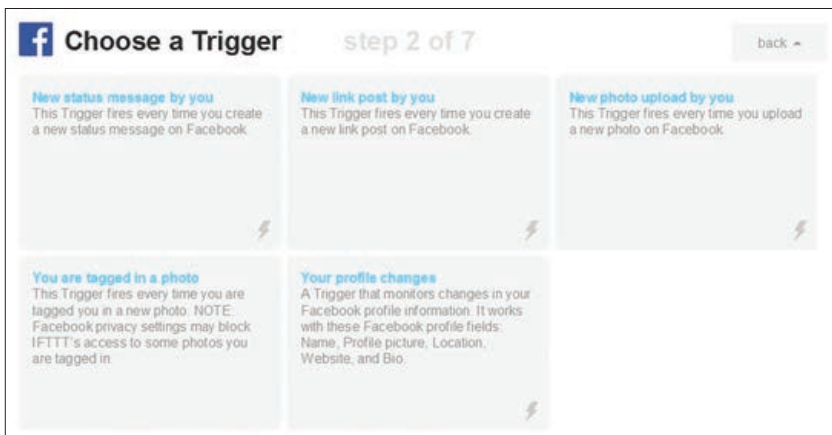 f Choose a Trigger step 2 of 7 back
New status message by you
This Trigger fires every time you create
a new status message on Facebook
New link post by you
This Trigger fires every time you create
a new link post on Facebook.
New photo upload by you
This Trigger fires every time you upload
a new photo on Facebook
You are tagged in a photo
This Trigger fires every time you are
tagged you in a new photo. NOTE:
Facebook privacy settings may block
IFTTT's access to some photos you
are tagged in.
Your profile changes
A Trigger that monitors changes in your
Facebook profile information. It works
with these Facebook profile fields:
Name, Profile picture, Location,
Website, and Bio.